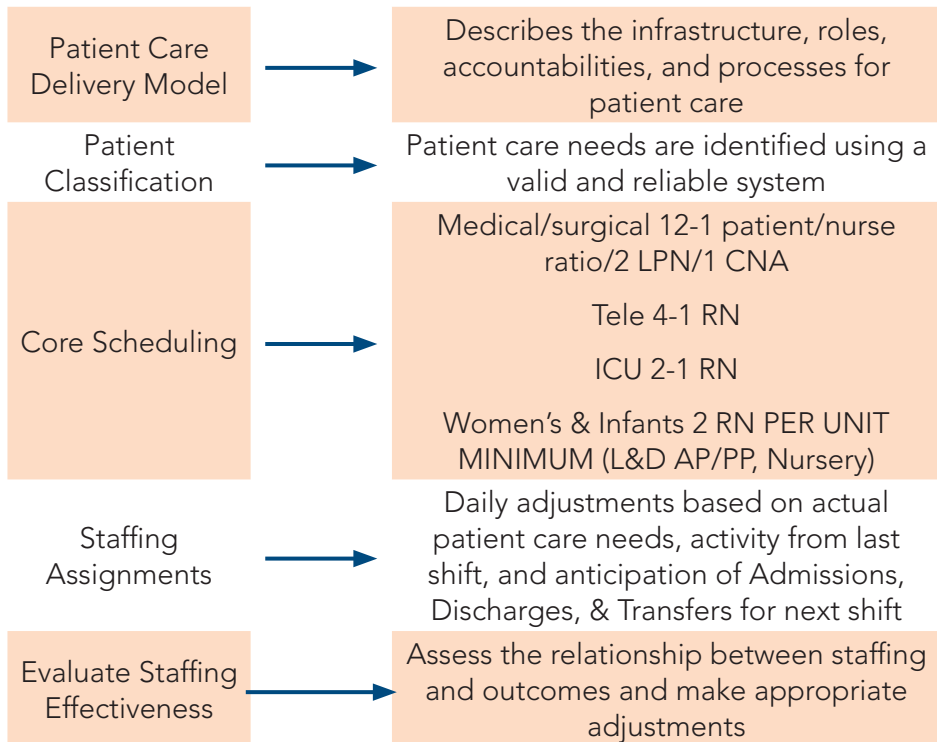 Patient Care
Delivery Model
Describes the infrastructure, roles,
accountabilities, and processes for
patient care
Patient
Classification
Patient care needs are identified using a
valid and reliable system
Core Scheduling
Medical/surgical 12-1 patient/nurse
ratio/2 LPN/1 CNA
Tele 4-1 RN
ICU 2-1 RN
Women’s & Infants 2 RN PER UNIT
MINIMUM (L&D AP/PP, Nursery)
Staffing
Assignments
Daily adjustments based on actual
patient care needs, activity from last
shift, and anticipation of Admissions,
Discharges, & Transfers for next shift
Evaluate Staffing
Effectiveness
Assess the relationship between staffing
and outcomes and make appropriate
adjustments